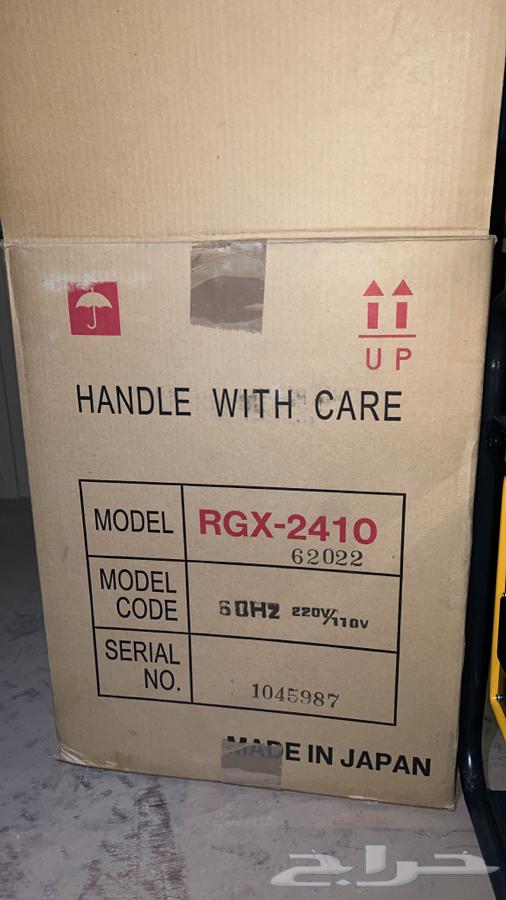 UP
HANDLE WITH CARE
MODEL RGX-2410
62022
MODEL CODE 60HZ 220V/110V
SERIAL NO. 1045987
MADE IN JAPAN
حراج